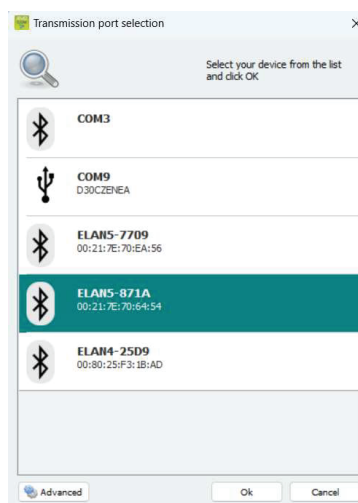 Transmission port selection
Select your device from the list
and click OK
COM3
COM9
D30CZENEA
ELAN5-7709
00:21:7E:70:EA:56
ELAN5-871A
00:21:7E:70:64:54
ELAN4-25D9
00:80:25:F3:1B:AD
Advanced
Ok
Cancel